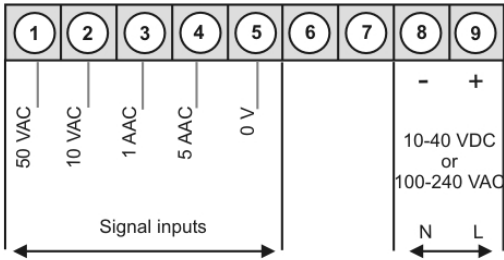 1 2 3 4 5 6 7 8 9
- +
50 VAC
10 VAC
1 AAC
5 AAC
0 V
10-40 VDC
or
100-240 VAC
Signal inputs
N L